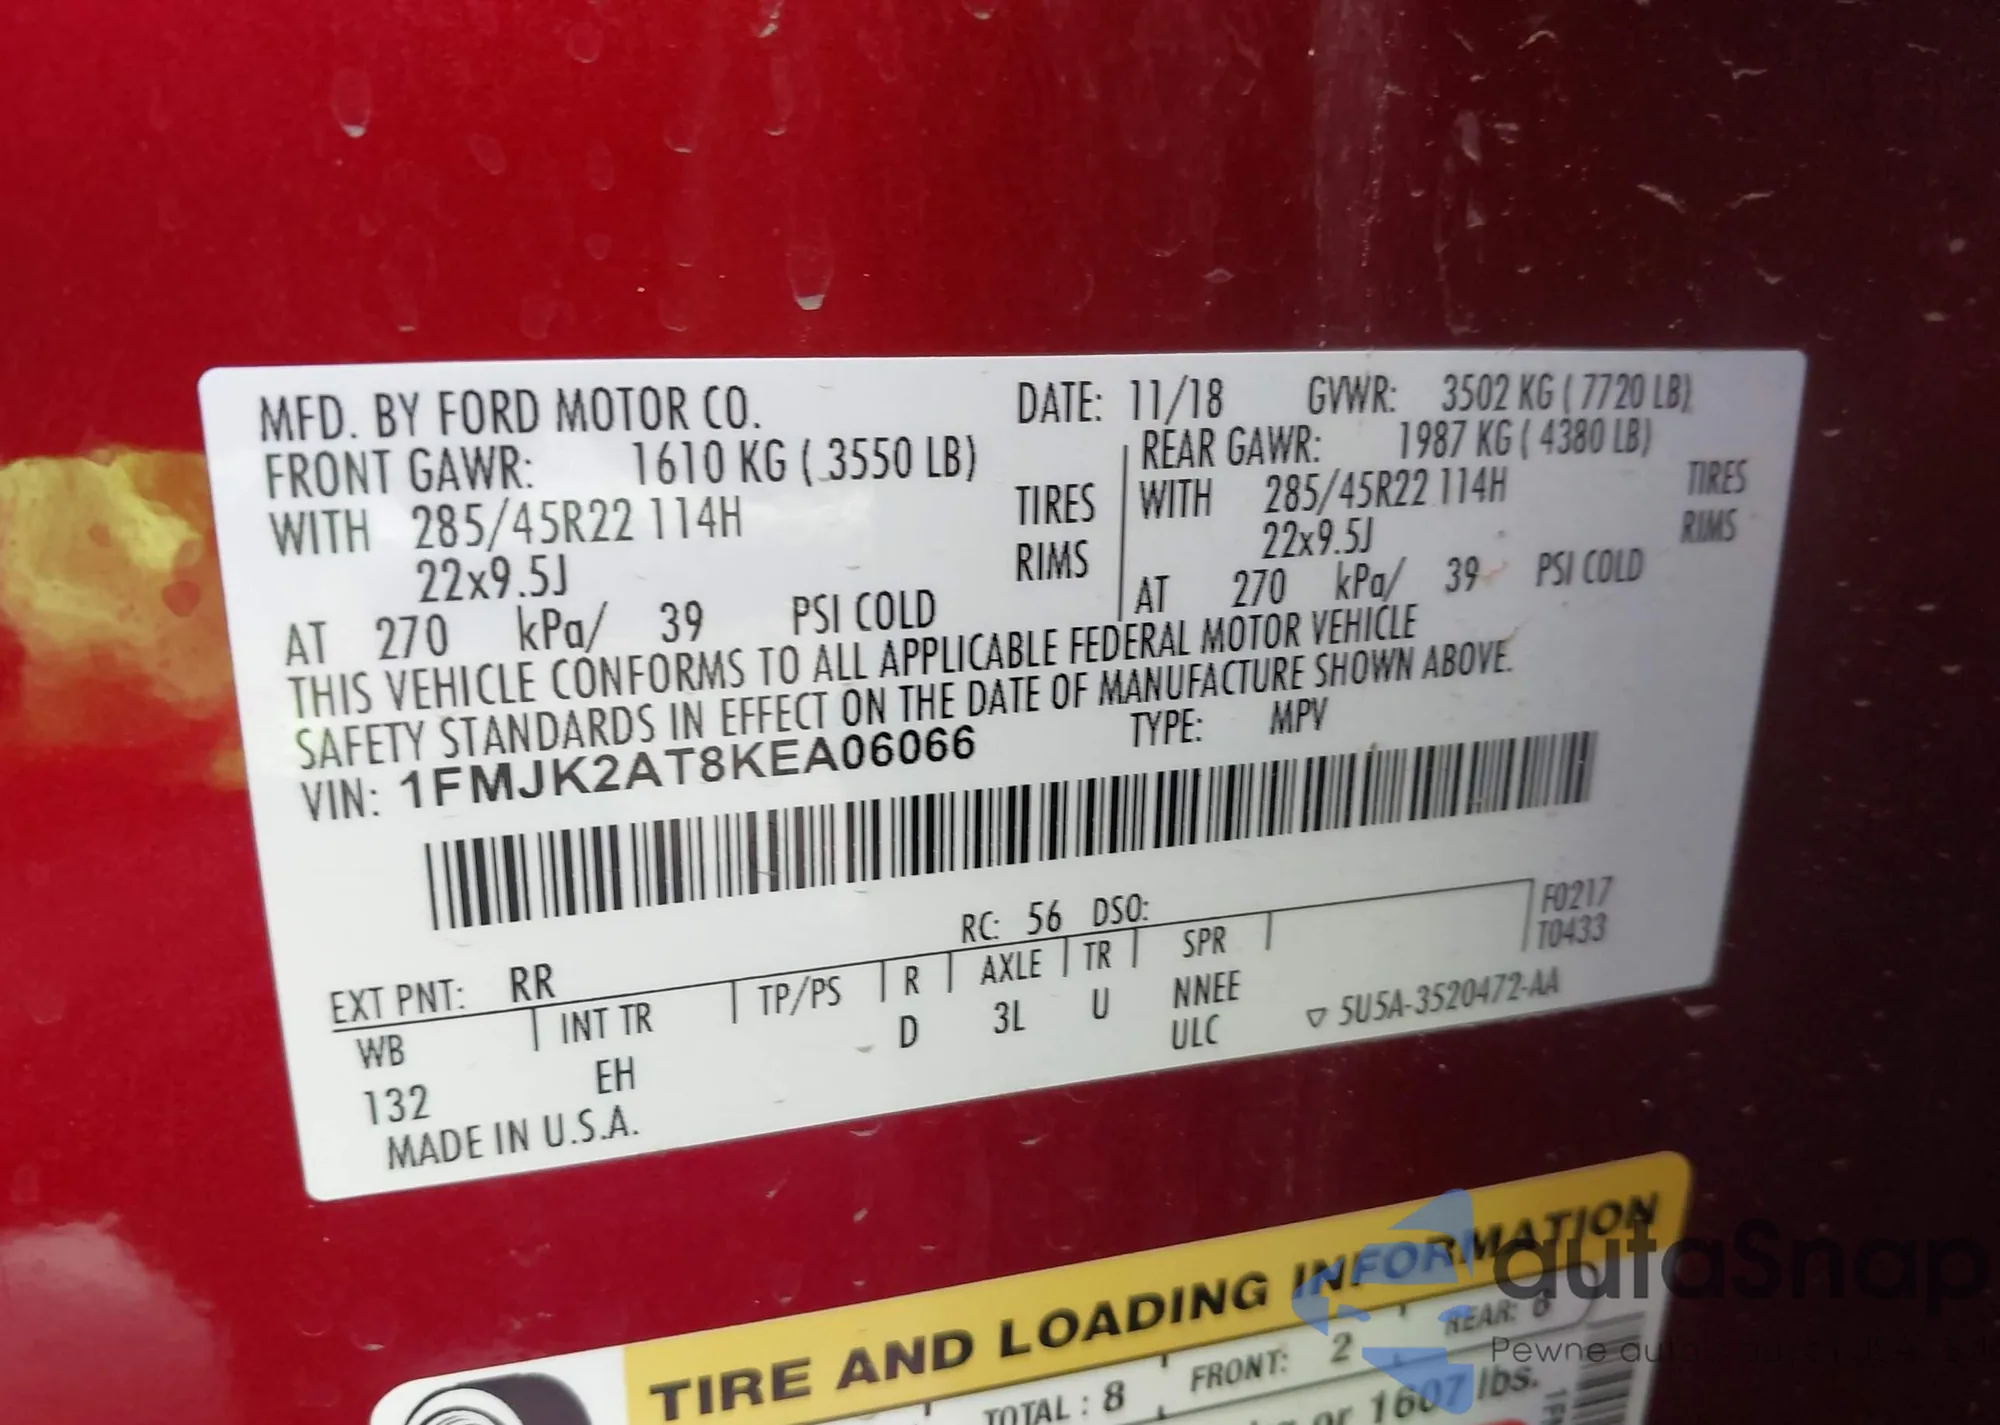 MFD. BY FORD MOTOR CO. DATE: 11/18 GVWR: 3502 KG ( 7720 LB)
FRONT GAWR: 1610 KG ( 3550 LB) REAR GAWR: 1987 KG ( 4380 LB)
WITH 285/45R22 114H TIRES WITH 285/45R22 114H TIRES
22x9.5J RIMS 22x9.5J RIMS
AT 270 kPa/ 39 PSI COLD AT 270 kPa/ 39 PSI COLD
THIS VEHICLE CONFORMS TO ALL APPLICABLE FEDERAL MOTOR VEHICLE
SAFETY STANDARDS IN EFFECT ON THE DATE OF MANUFACTURE SHOWN ABOVE.
VIN: 1FMJK2AT8KEA06066 TYPE: MPV
EXT PNT: RR RC: 56 DSO: F0217
WB INT TR TP/PS R AXLE TR SPR T0433
132 EH D 3L U NNEE
ULC ▽ 5U5A-3520472-AA
MADE IN U.S.A.
TIRE AND LOADING INFORMATION
TOTAL : 8 FRONT: 2 REAR: 6
or 1607 lbs.
autaSnap
Pewne